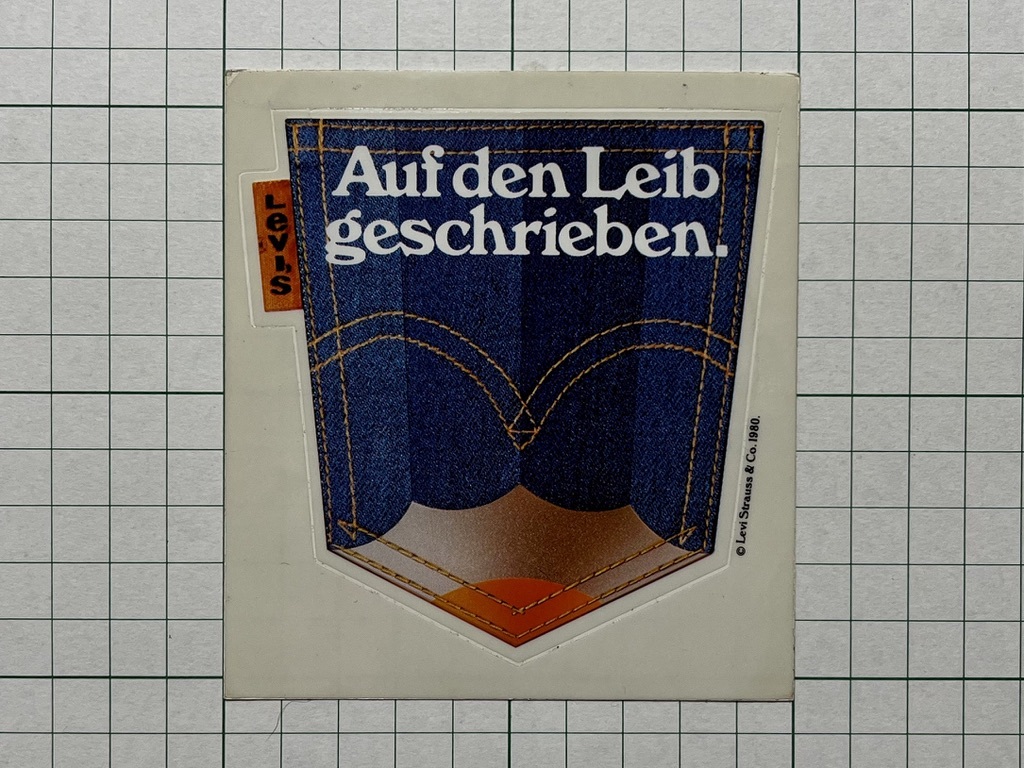 Auf den Leib
geschrieben.
Levi's
© Levi Strauss & Co. 1980.